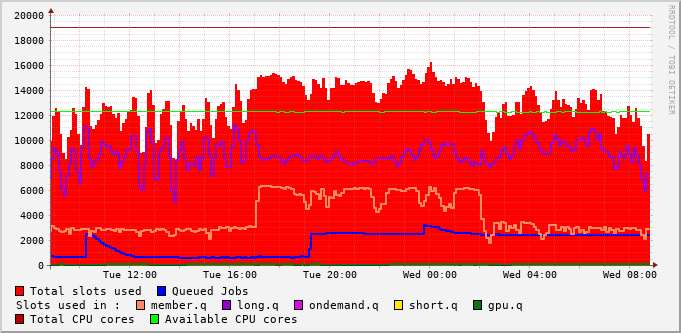 RRDTOOL / TOBI OETIKER
20000
18000
16000
14000
12000
10000
8000
6000
4000
2000
0
Tue 12:00 Tue 16:00 Tue 20:00 Wed 00:00 Wed 04:00 Wed 08:00
Total slots used Queued Jobs
Slots used in : member.q long.q ondemand.q short.q gpu.q
Total CPU cores Available CPU cores